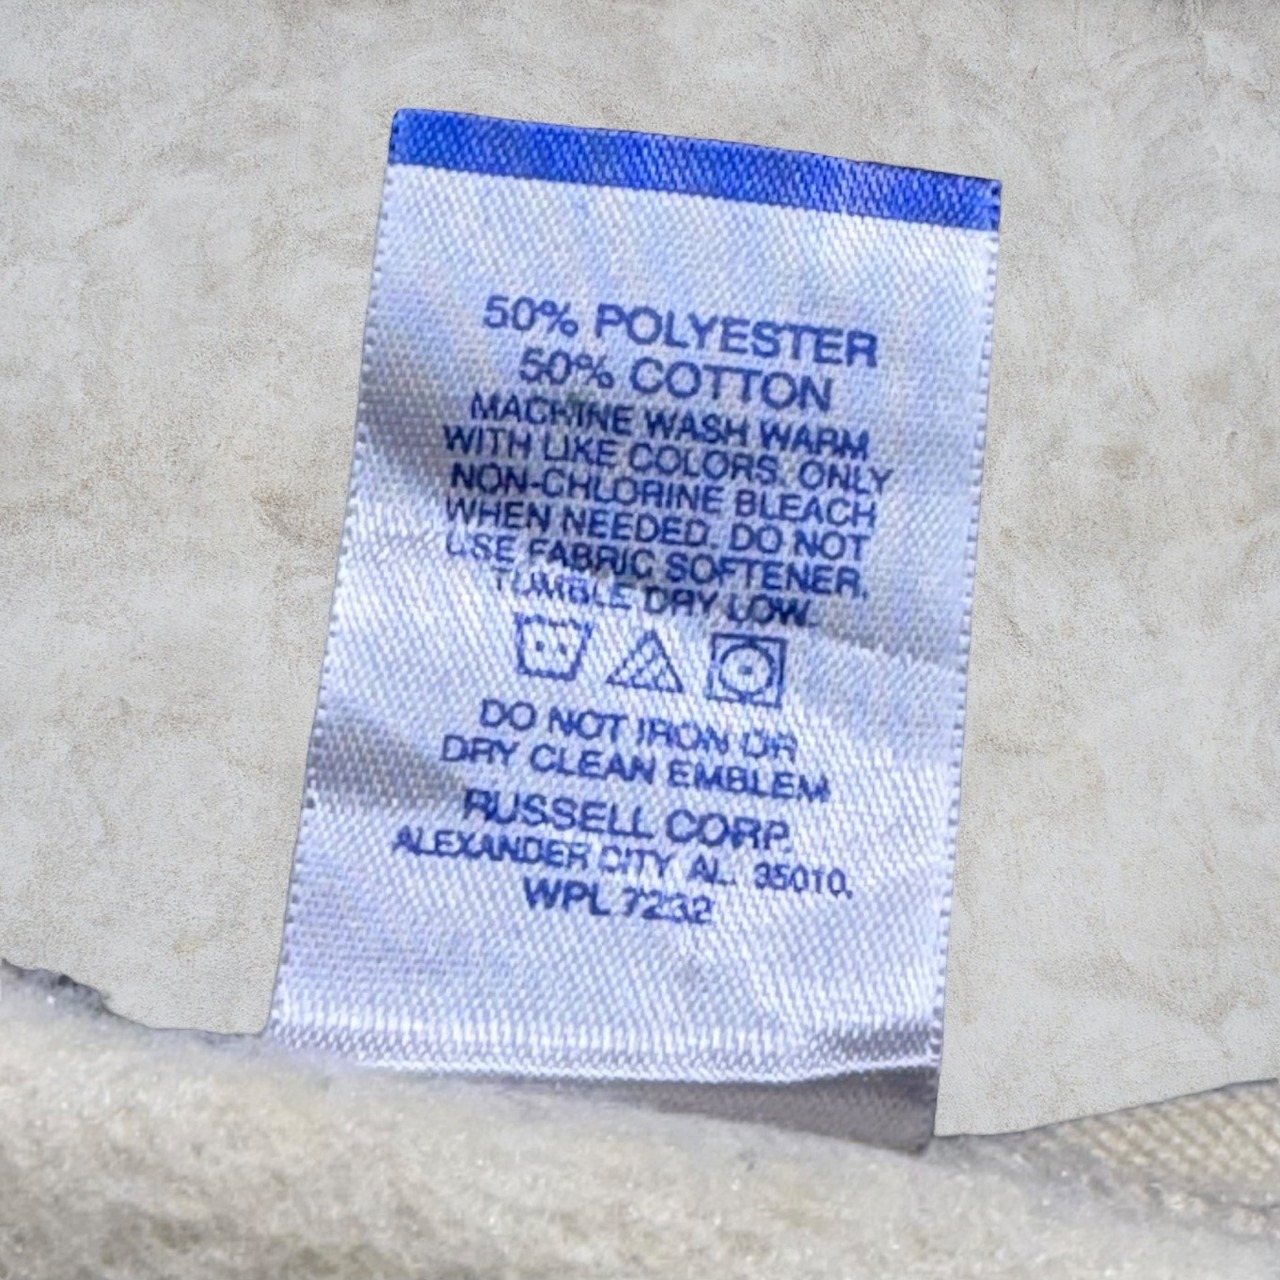 50% POLYESTER
50% COTTON
MACHINE WASH WARM
WITH LIKE COLORS. ONLY
NON-CHLORINE BLEACH
WHEN NEEDED. DO NOT
USE FABRIC SOFTENER.
TUMBLE DRY LOW.
DO NOT IRON OR
DRY CLEAN EMBLEM
RUSSELL CORP.
ALEXANDER CITY, AL. 35010.
WPL 7232